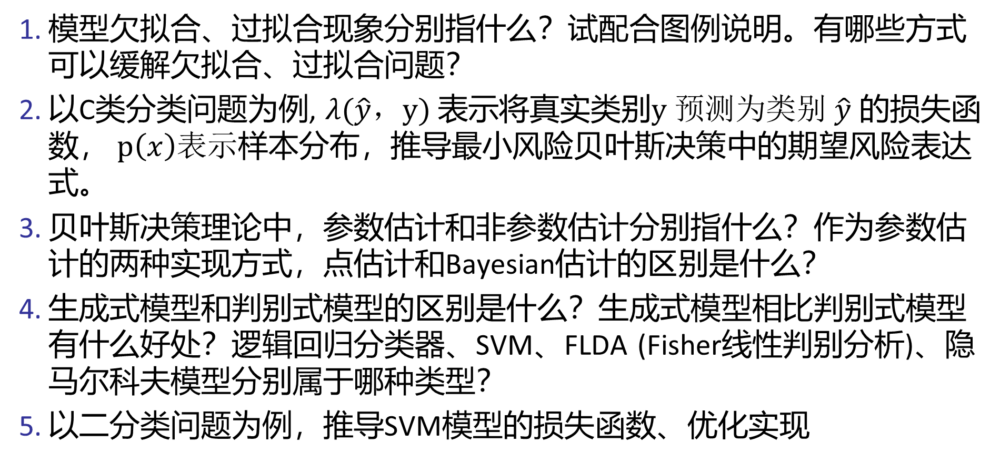 1. 模型欠拟合、过拟合现象分别指什么？试配合图例说明。有哪些方式
可以缓解欠拟合、过拟合问题？
2. 以C类分类问题为例, λ(ŷ，y) 表示将真实类别y 预测为类别 ŷ 的损失函
数， p(x)表示样本分布，推导最小风险贝叶斯决策中的期望风险表达
式。
3. 贝叶斯决策理论中，参数估计和非参数估计分别指什么？作为参数估
计的两种实现方式，点估计和Bayesian估计的区别是什么？
4. 生成式模型和判别式模型的区别是什么？生成式模型相比判别式模型
有什么好处？逻辑回归分类器、SVM、FLDA (Fisher线性判别分析)、隐
马尔科夫模型分别属于哪种类型？
5. 以二分类问题为例，推导SVM模型的损失函数、优化实现